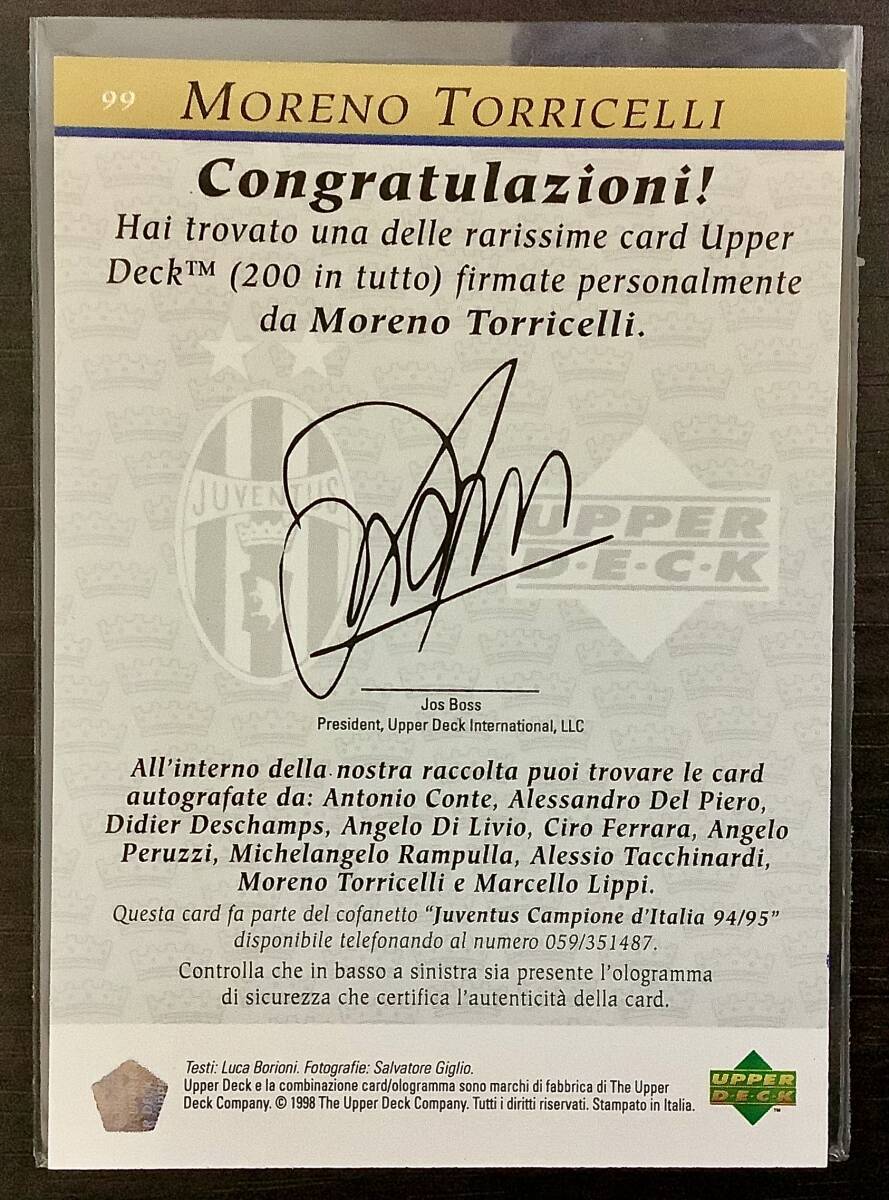 99 MORENO TORRICELLI
Congratulazioni!
Hai trovato una delle rarissime card Upper
Deck™ (200 in tutto) firmate personalmente
da Moreno Torricelli.
JUVENTUS
UPPER
D·E·C·K
Jos Boss
President, Upper Deck International, LLC
All'interno della nostra raccolta puoi trovare le card
autografate da: Antonio Conte, Alessandro Del Piero,
Didier Deschamps, Angelo Di Livio, Ciro Ferrara, Angelo
Peruzzi, Michelangelo Rampulla, Alessio Tacchinardi,
Moreno Torricelli e Marcello Lippi.
Questa card fa parte del cofanetto "Juventus Campione d'Italia 94/95"
disponibile telefonando al numero 059/351487.
Controlla che in basso a sinistra sia presente l'ologramma
di sicurezza che certifica l'autenticità della card.
Testi: Luca Borioni. Fotografie: Salvatore Giglio.
Upper Deck e la combinazione card/ologramma sono marchi di fabbrica di The Upper
Deck Company. © 1998 The Upper Deck Company. Tutti i diritti riservati. Stampato in Italia.
UPPER
D·E·C·K
™